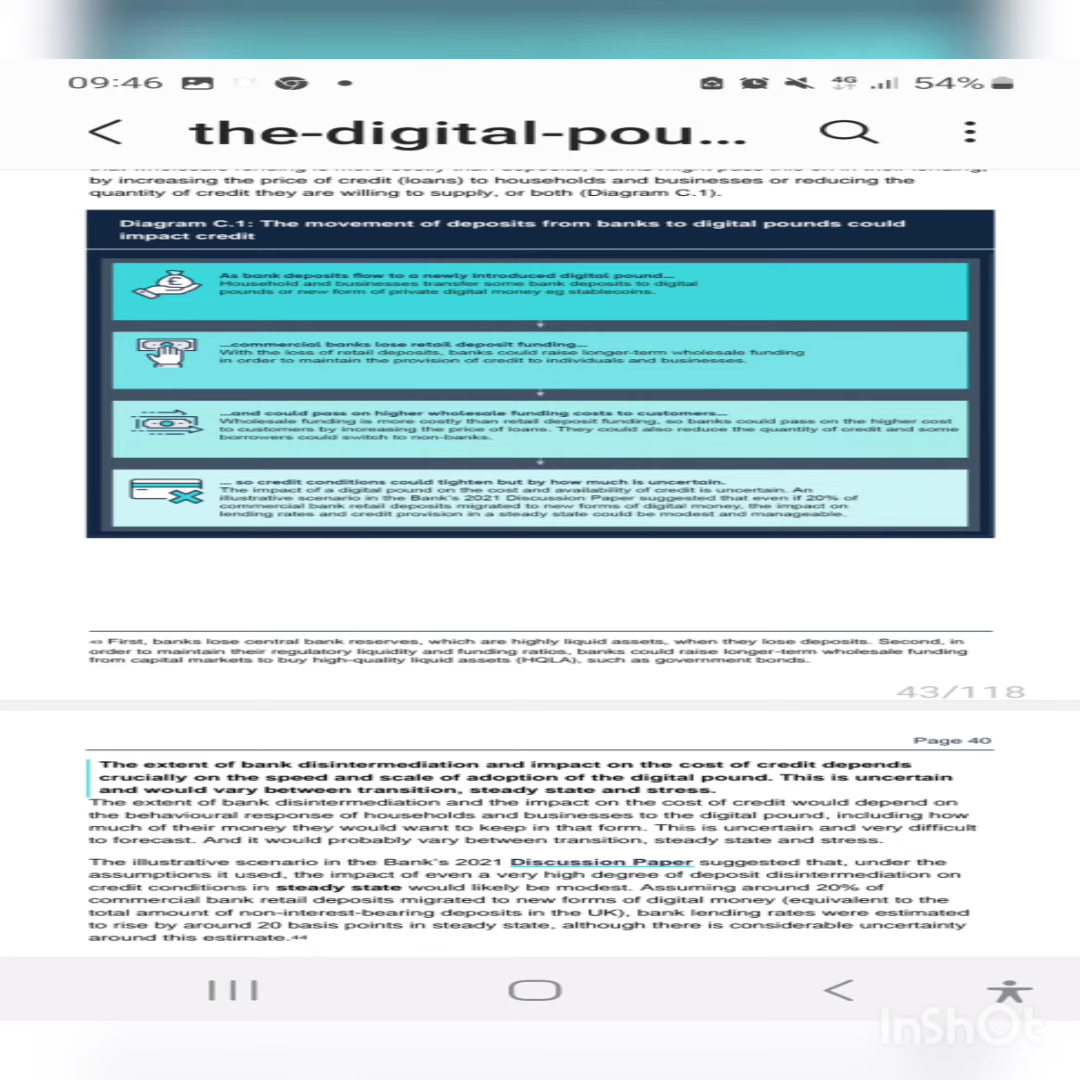 09:46
4G
54%
the-digital-pou...
by increasing the price of credit (loans) to households and businesses or reducing the
quantity of credit they are willing to supply, or both (Diagram C.1).
Diagram C.1: The movement of deposits from banks to digital pounds could
impact credit
As bank deposits flow to a newly introduced digital pound...
Household and businesses transfer some bank deposits to digital
pounds or new form of private digital money eg stablecoins.
...commercial banks lose retail deposit funding...
With the loss of retail deposits, banks could raise longer-term wholesale funding
in order to maintain the provision of credit to individuals and businesses.
...and could pass on higher wholesale funding costs to customers...
Wholesale funding is more costly than retail deposit funding, so banks could pass on the higher cost
to customers by increasing the price of loans. They could also reduce the quantity of credit and some
borrowers could switch to non-banks.
... so credit conditions could tighten but by how much is uncertain.
The impact of a digital pound on the cost and availability of credit is uncertain. An
illustrative scenario in the Bank's 2021 Discussion Paper suggested that even if 20% of
commercial bank retail deposits migrated to new forms of digital money, the impact on
lending rates and credit provision in a steady state could be modest and manageable.
43 First, banks lose central bank reserves, which are highly liquid assets, when they lose deposits. Second, in
order to maintain their regulatory liquidity and funding ratios, banks could raise longer-term wholesale funding
from capital markets to buy high-quality liquid assets (HQLA), such as government bonds.
43/118
Page 40
The extent of bank disintermediation and impact on the cost of credit depends
crucially on the speed and scale of adoption of the digital pound. This is uncertain
and would vary between transition, steady state and stress.
The extent of bank disintermediation and the impact on the cost of credit would depend on
the behavioural response of households and businesses to the digital pound, including how
much of their money they would want to keep in that form. This is uncertain and very difficult
to forecast. And it would probably vary between transition, steady state and stress.
The illustrative scenario in the Bank's 2021 Discussion Paper suggested that, under the
assumptions it used, the impact of even a very high degree of deposit disintermediation on
credit conditions in steady state would likely be modest. Assuming around 20% of
commercial bank retail deposits migrated to new forms of digital money (equivalent to the
total amount of non-interest-bearing deposits in the UK), bank lending rates were estimated
to rise by around 20 basis points in steady state, although there is considerable uncertainty
around this estimate.44
InShOt